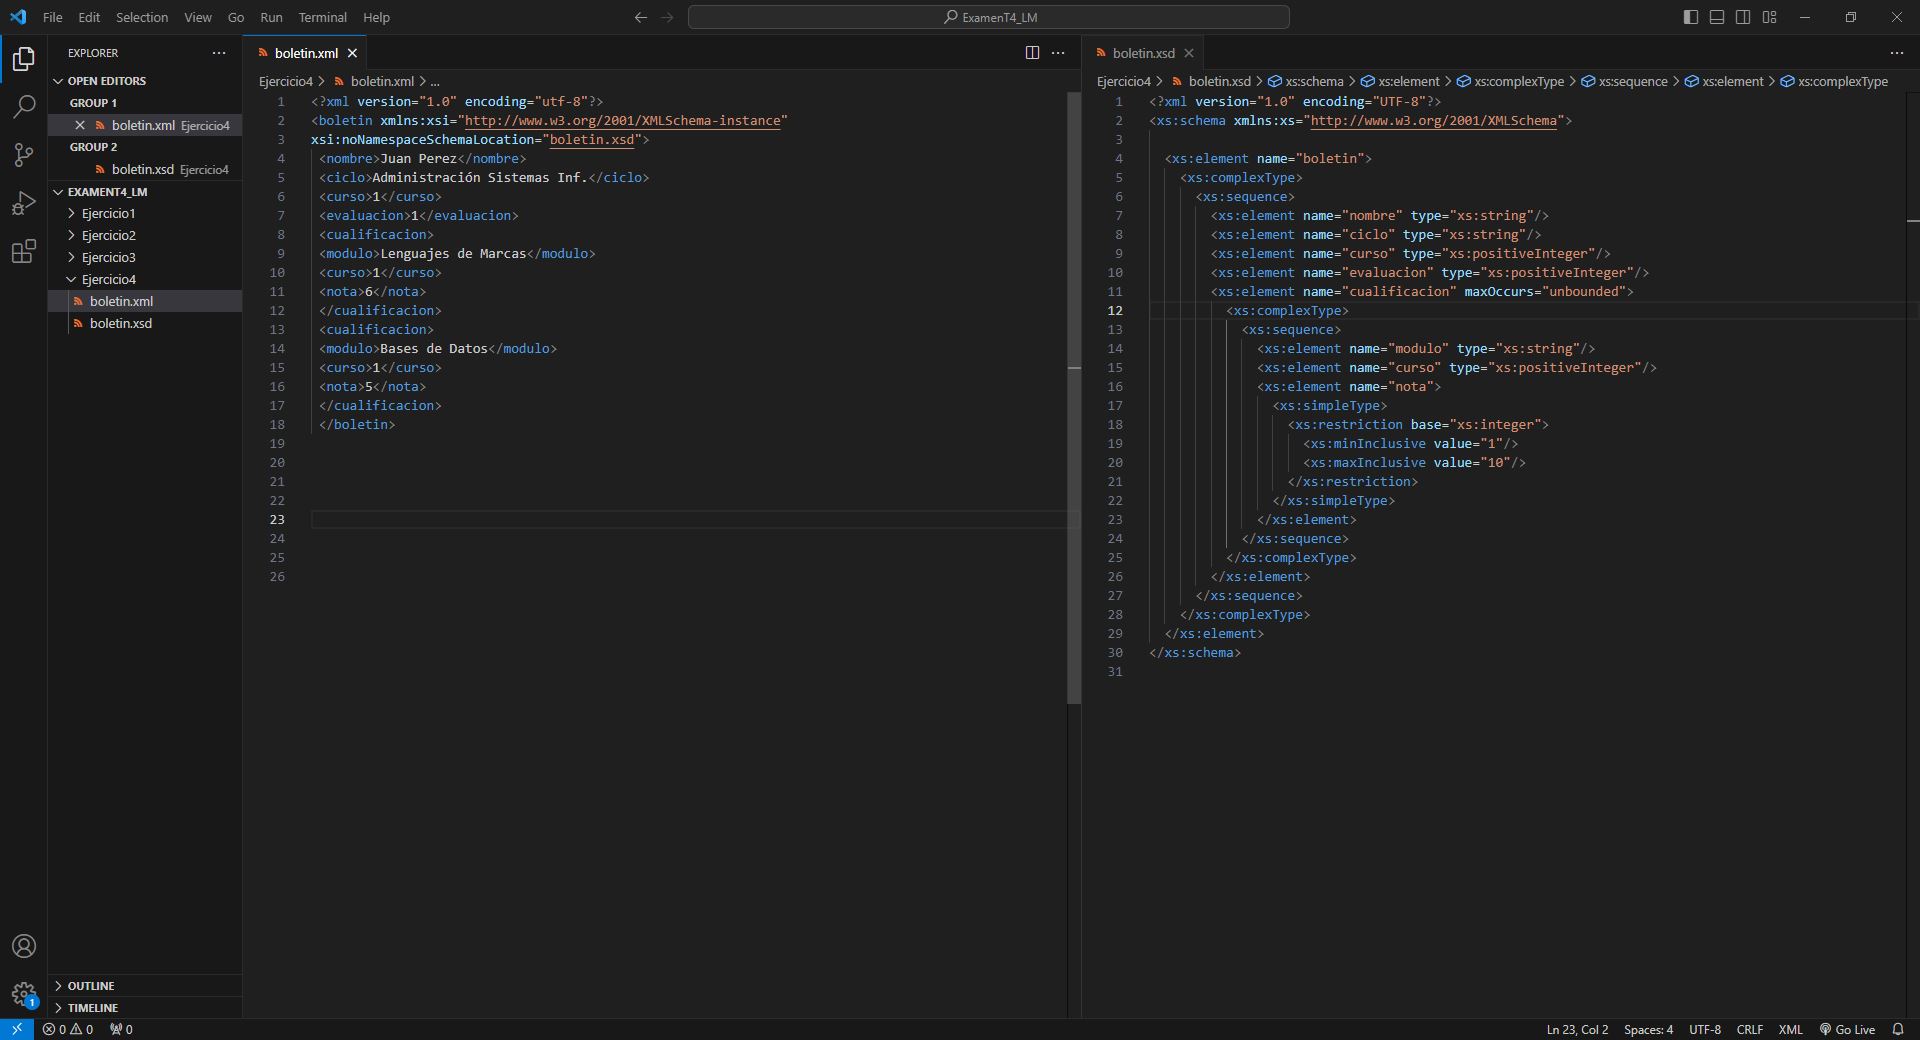 File Edit Selection View Go Run Terminal Help
ExamenT4_LM
EXPLORER
OPEN EDITORS
GROUP 1
boletin.xml Ejercicio4
GROUP 2
boletin.xsd Ejercicio4
EXAMENT4_LM
Ejercicio1
Ejercicio2
Ejercicio3
Ejercicio4
boletin.xml
boletin.xsd
OUTLINE
TIMELINE
boletin.xml
Ejercicio4 > boletin.xml > ...
1 <?xml version="1.0" encoding="utf-8"?>
2 <boletin xmlns:xsi="http://www.w3.org/2001/XMLSchema-instance"
3 xsi:noNamespaceSchemaLocation="boletin.xsd">
4 <nombre>Juan Perez</nombre>
5 <ciclo>Administración Sistemas Inf.</ciclo>
6 <curso>1</curso>
7 <evaluacion>1</evaluacion>
8 <cualificacion>
9 <modulo>Lenguajes de Marcas</modulo>
10 <curso>1</curso>
11 <nota>6</nota>
12 </cualificacion>
13 <cualificacion>
14 <modulo>Bases de Datos</modulo>
15 <curso>1</curso>
16 <nota>5</nota>
17 </cualificacion>
18 </boletin>
19
20
21
22
23
24
25
26
boletin.xsd
Ejercicio4 > boletin.xsd > xs:schema > xs:element > xs:complexType > xs:sequence > xs:element > xs:complexType
1 <?xml version="1.0" encoding="UTF-8"?>
2 <xs:schema xmlns:xs="http://www.w3.org/2001/XMLSchema">
3
4 <xs:element name="boletin">
5 <xs:complexType>
6 <xs:sequence>
7 <xs:element name="nombre" type="xs:string"/>
8 <xs:element name="ciclo" type="xs:string"/>
9 <xs:element name="curso" type="xs:positiveInteger"/>
10 <xs:element name="evaluacion" type="xs:positiveInteger"/>
11 <xs:element name="cualificacion" maxOccurs="unbounded">
12 <xs:complexType>
13 <xs:sequence>
14 <xs:element name="modulo" type="xs:string"/>
15 <xs:element name="curso" type="xs:positiveInteger"/>
16 <xs:element name="nota">
17 <xs:simpleType>
18 <xs:restriction base="xs:integer">
19 <xs:minInclusive value="1"/>
20 <xs:maxInclusive value="10"/>
21 </xs:restriction>
22 </xs:simpleType>
23 </xs:element>
24 </xs:sequence>
25 </xs:complexType>
26 </xs:element>
27 </xs:sequence>
28 </xs:complexType>
29 </xs:element>
30 </xs:schema>
31
1
0 0 0
Ln 23, Col 2 Spaces: 4 UTF-8 CRLF XML Go Live